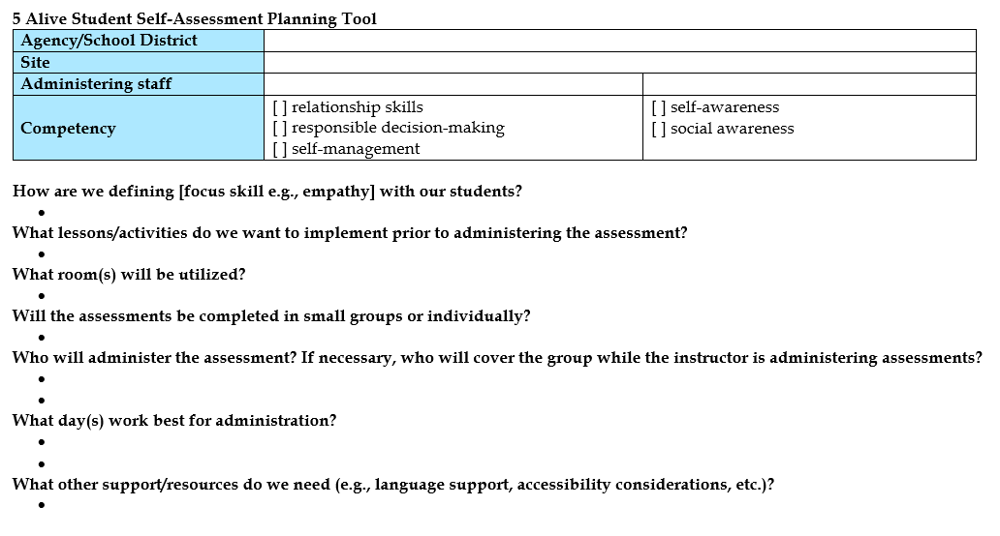 5 Alive Student Self-Assessment Planning Tool
Agency/School District
Site
Administering staff
Competency
[ ] relationship skills
[ ] responsible decision-making
[ ] self-management
[ ] self-awareness
[ ] social awareness
How are we defining [focus skill e.g., empathy] with our students?
•
What lessons/activities do we want to implement prior to administering the assessment?
•
What room(s) will be utilized?
•
Will the assessments be completed in small groups or individually?
•
Who will administer the assessment? If necessary, who will cover the group while the instructor is administering assessments?
•
•
What day(s) work best for administration?
•
•
What other support/resources do we need (e.g., language support, accessibility considerations, etc.)?
•